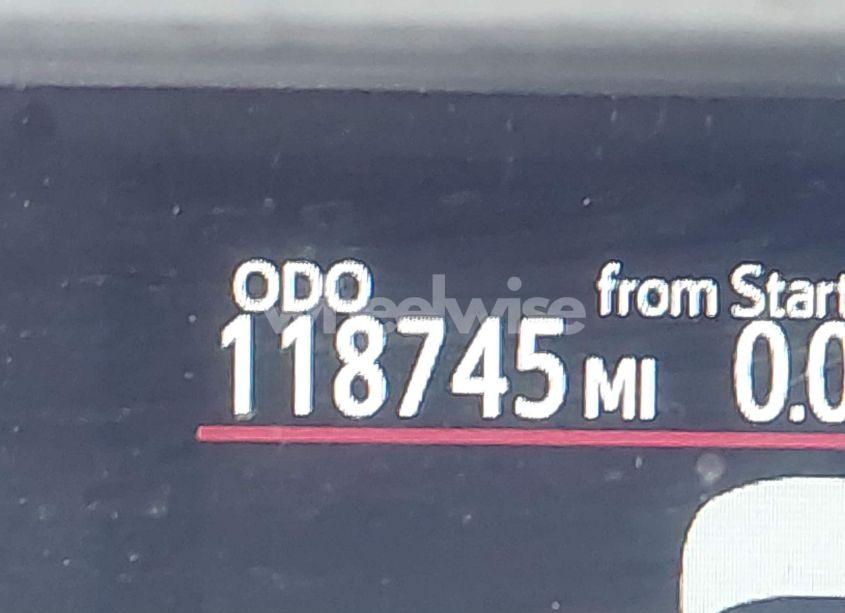 ODO
from Start
118745 MI
0.0
wheelwise